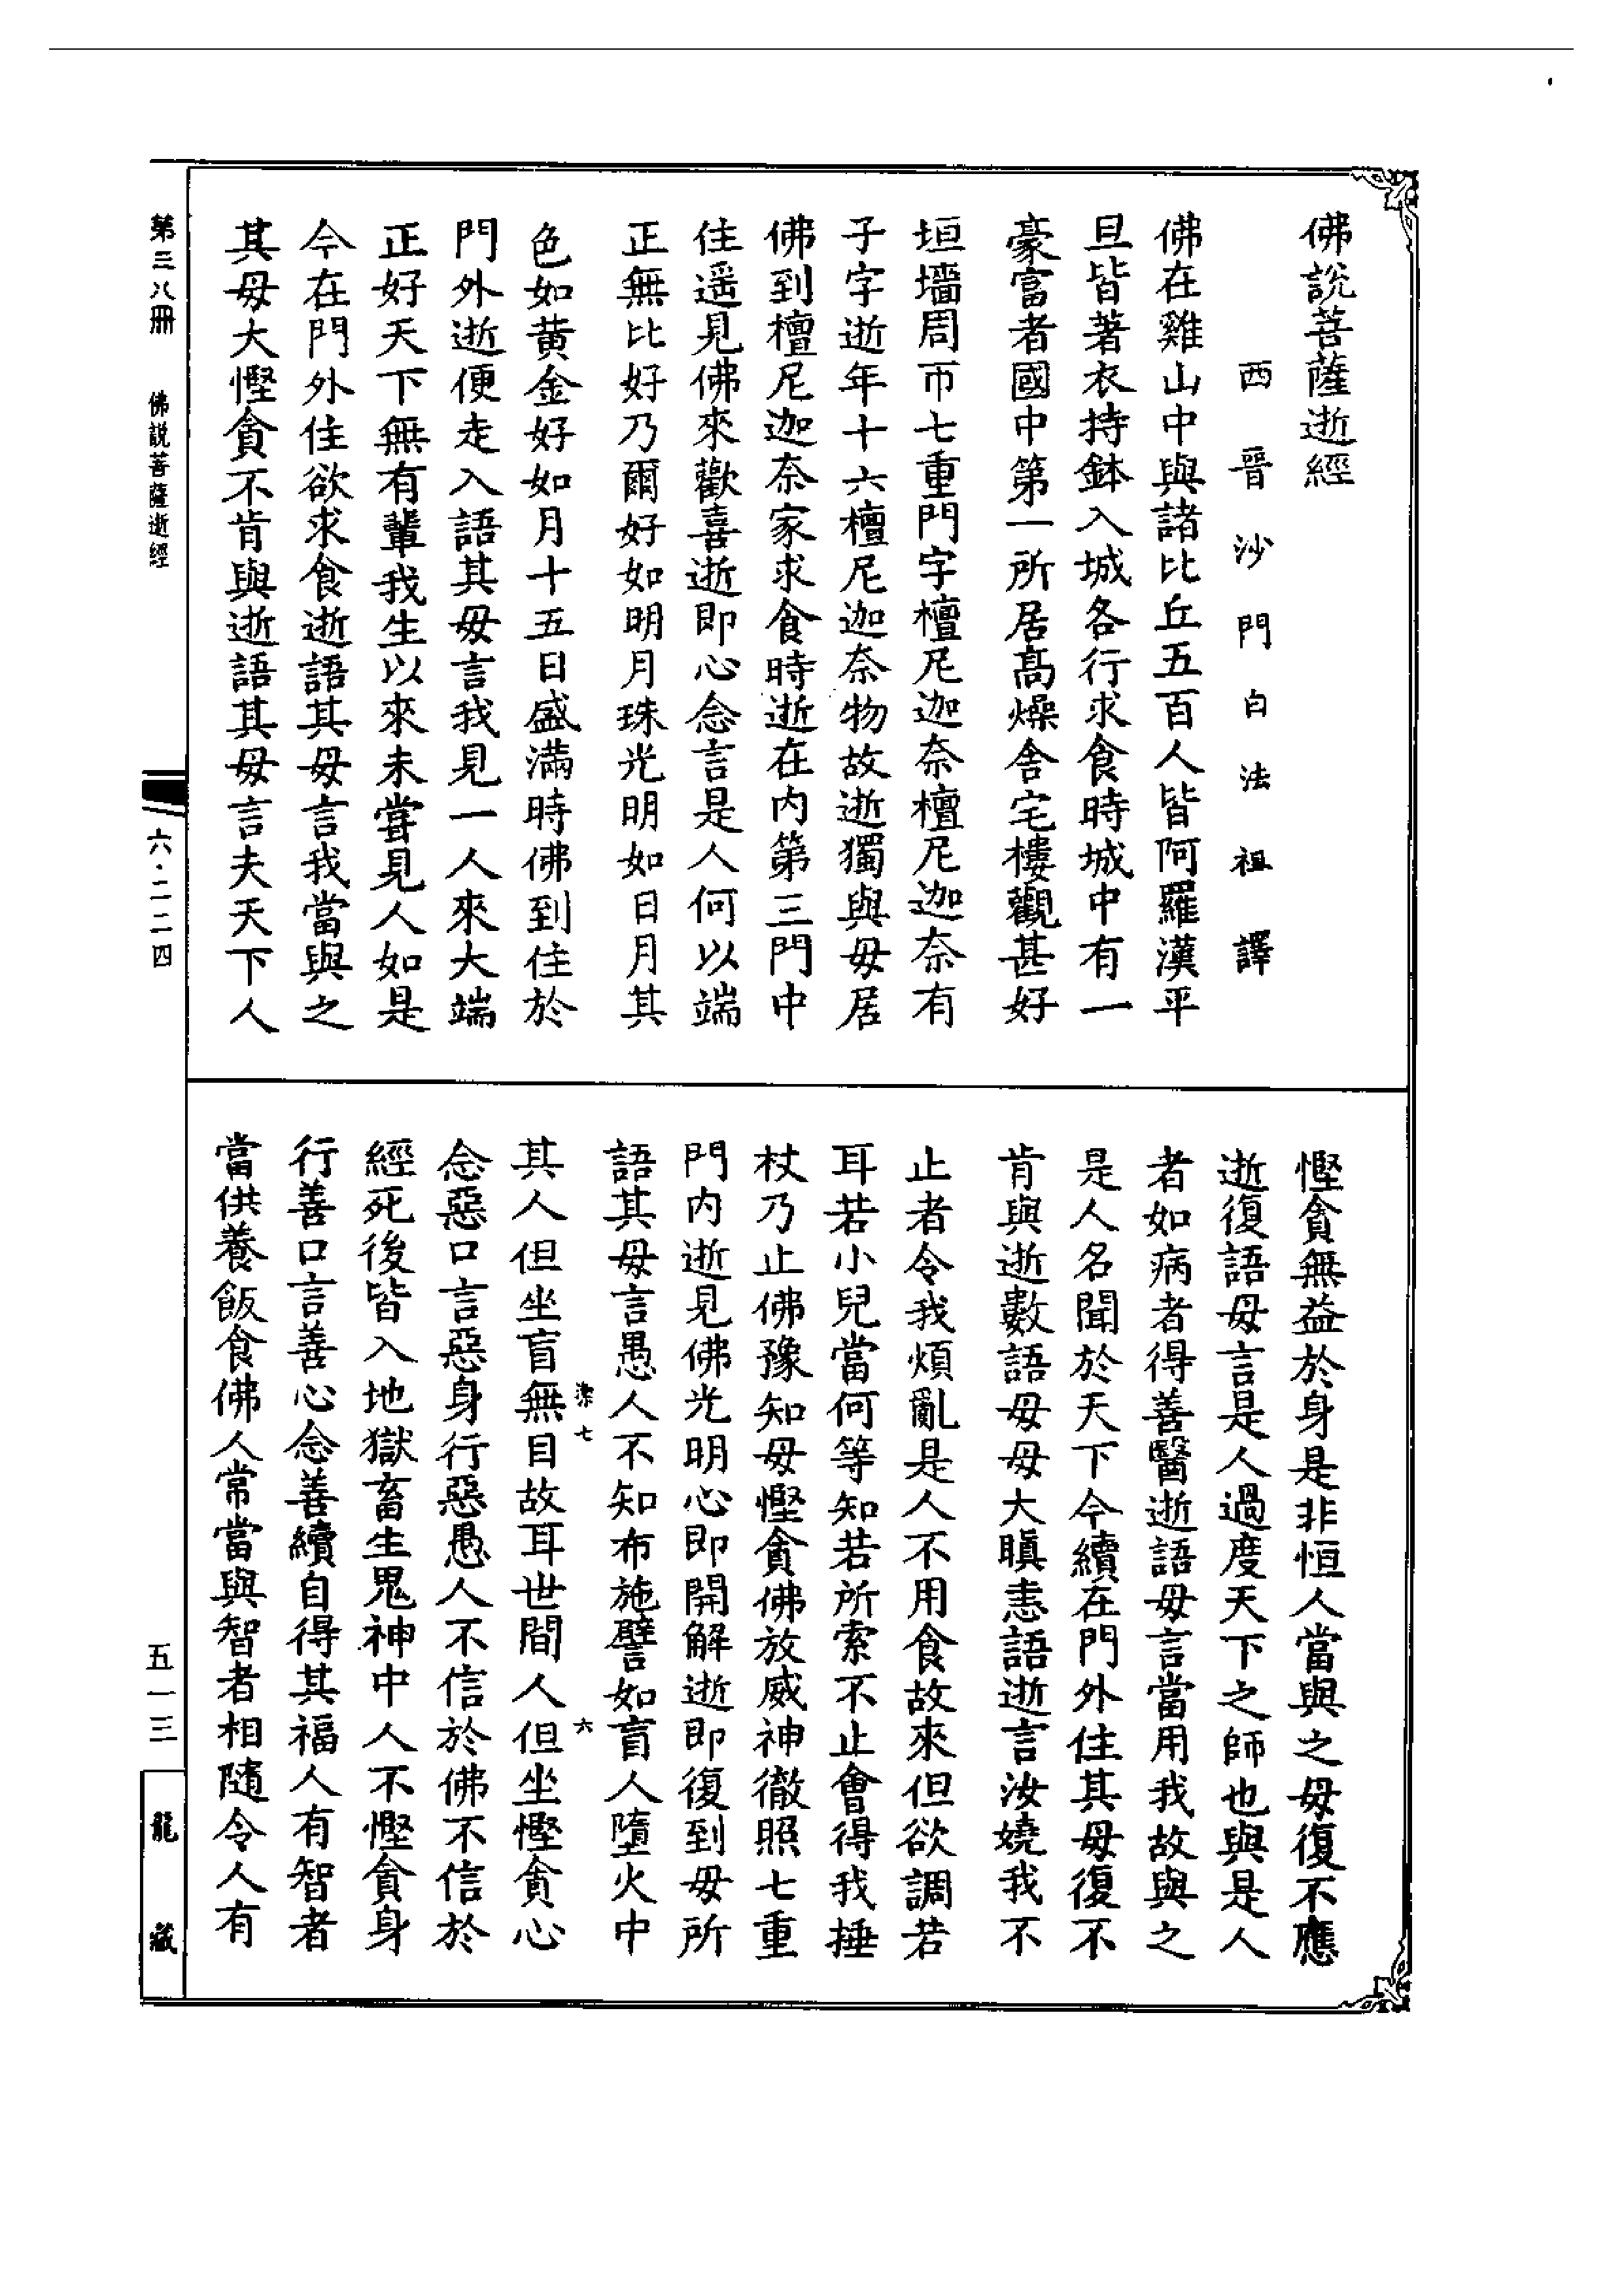 佛說菩薩逝經
西晉沙門白法祖譯
佛在雞山中與諸比丘五百人皆阿羅漢平
旦皆著衣持鉢入城各行求食時城中有一
豪富者國中第一所居高燥舍宅樓觀甚好
垣墻周帀七重門字檀尼迦奈檀尼迦奈有
子字逝年十六檀尼迦奈物故逝獨與母居
佛到檀尼迦奈家求食時逝在內第三門中
住遥見佛來歡喜逝即心念言是人何以端
正無比好乃爾好如明月珠光明如日月其
色如黃金好如月十五日盛滿時佛到住於
門外逝便走入語其母言我見一人來大端
正好天下無有輩我生以來未嘗見人如是
今在門外住欲求食逝語其母言我當與之
其母大慳貪不肯與逝語其母言夫天下人
慳貪無益於身是非恒人當與之母復不應
逝復語母言是人過度天下之師也與是人
者如病者得善醫逝語母言當用我故與之
是人名聞於天下今續在門外住其母復不
肯與逝數語母母大瞋恚語逝言汝嬈我不
止者令我煩亂是人不用食故來但欲調若
耳若小兒當何等知若所索不止會得我捶
杖乃止佛豫知母慳貪佛放威神徹照七重
門內逝見佛光明心即開解逝即復到母所
語其母言愚人不知布施譬如盲人墮火中
渿七 六
其人但坐盲無目故耳世間人但坐慳貪心
念惡口言惡身行惡愚人不信於佛不信於
經死後皆入地獄畜生鬼神中人不慳貪身
行善口言善心念善續自得其福人有智者
當供養飯食佛人常當與智者相隨令人有
第三八冊 佛說菩薩逝經
六·二二四
五一三
龍藏